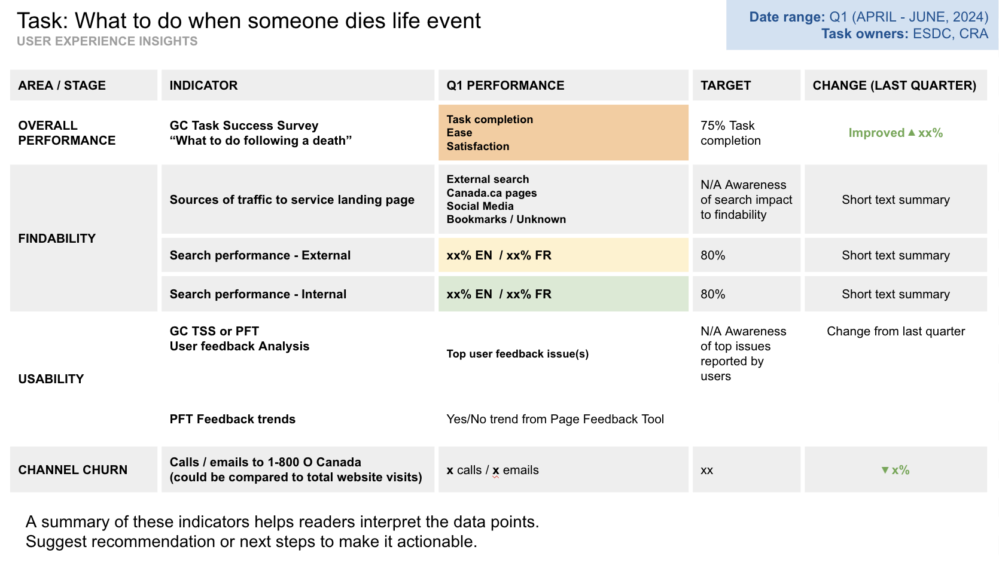 Task: What to do when someone dies life event
USER EXPERIENCE INSIGHTS
Date range: Q1 (APRIL - JUNE, 2024)
Task owners: ESDC, CRA
AREA / STAGE
INDICATOR
Q1 PERFORMANCE
TARGET
CHANGE (LAST QUARTER)
OVERALL
PERFORMANCE
GC Task Success Survey
“What to do following a death”
Task completion
Ease
Satisfaction
75% Task
completion
Improved ▲ xx%
FINDABILITY
Sources of traffic to service landing page
External search
Canada.ca pages
Social Media
Bookmarks / Unknown
N/A Awareness
of search impact
to findability
Short text summary
Search performance - External
xx% EN / xx% FR
80%
Short text summary
Search performance - Internal
xx% EN / xx% FR
80%
Short text summary
USABILITY
GC TSS or PFT
User feedback Analysis
Top user feedback issue(s)
N/A Awareness
of top issues
reported by
users
Change from last quarter
PFT Feedback trends
Yes/No trend from Page Feedback Tool
CHANNEL CHURN
Calls / emails to 1-800 O Canada
(could be compared to total website visits)
x calls / x emails
xx
▼ x%
A summary of these indicators helps readers interpret the data points.
Suggest recommendation or next steps to make it actionable.